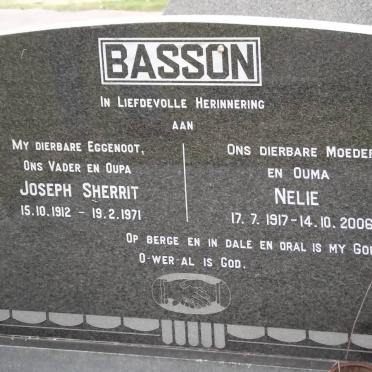 BASSON
IN LIEFDEVOLLE HERINNERING
AAN
MY DIERBARE EGGENOOT,
ONS VADER EN OUPA
JOSEPH SHERRIT
15.10.1912 - 19.2.1971
ONS DIERBARE MOEDER
EN OUMA
NELIE
17.7.1917-14.10.2006
OP BERGE EN IN DALE EN ORAL IS MY GOD
O-WER-AL IS GOD.